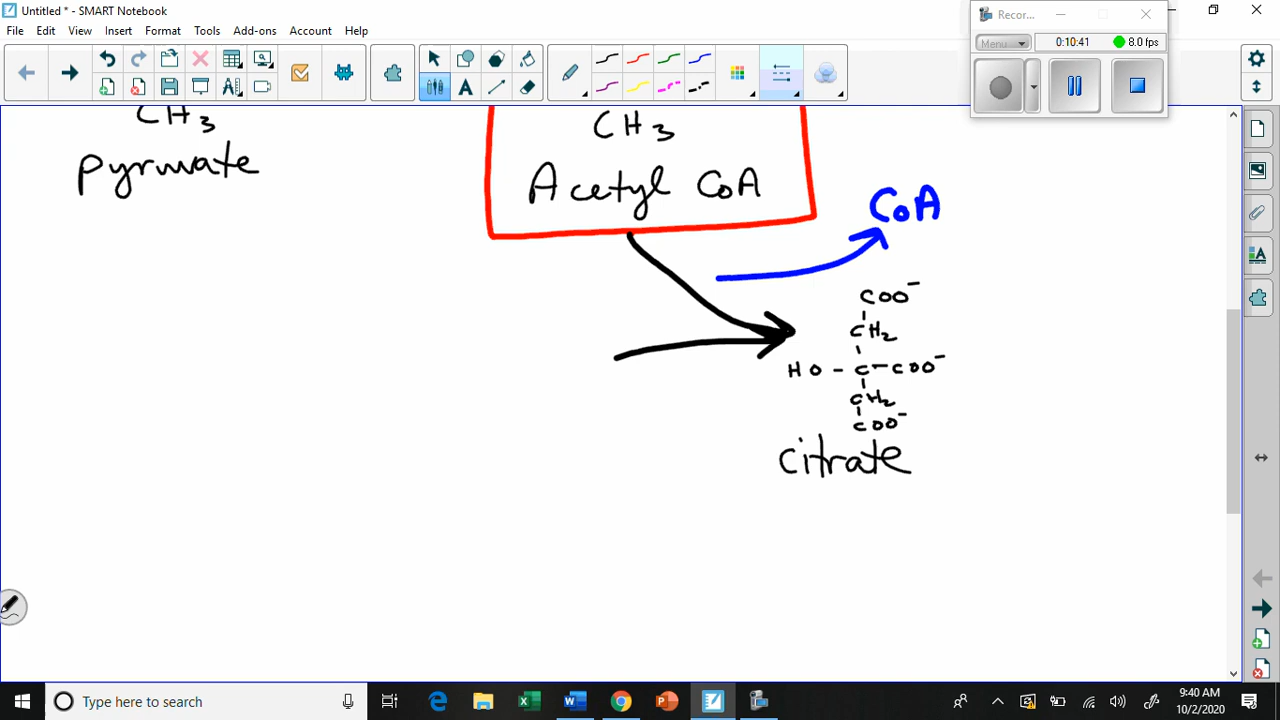 Untitled * - SMART Notebook
File Edit View Insert Format Tools Add-ons Account Help
Recor...
Menu
0:10:41
8.0 fps
CH3
Pyruvate
CH3
Acetyl CoA
CoA
COO-
CH2
HO - C - COO-
CH2
COO-
citrate
Type here to search
9:40 AM
10/2/2020